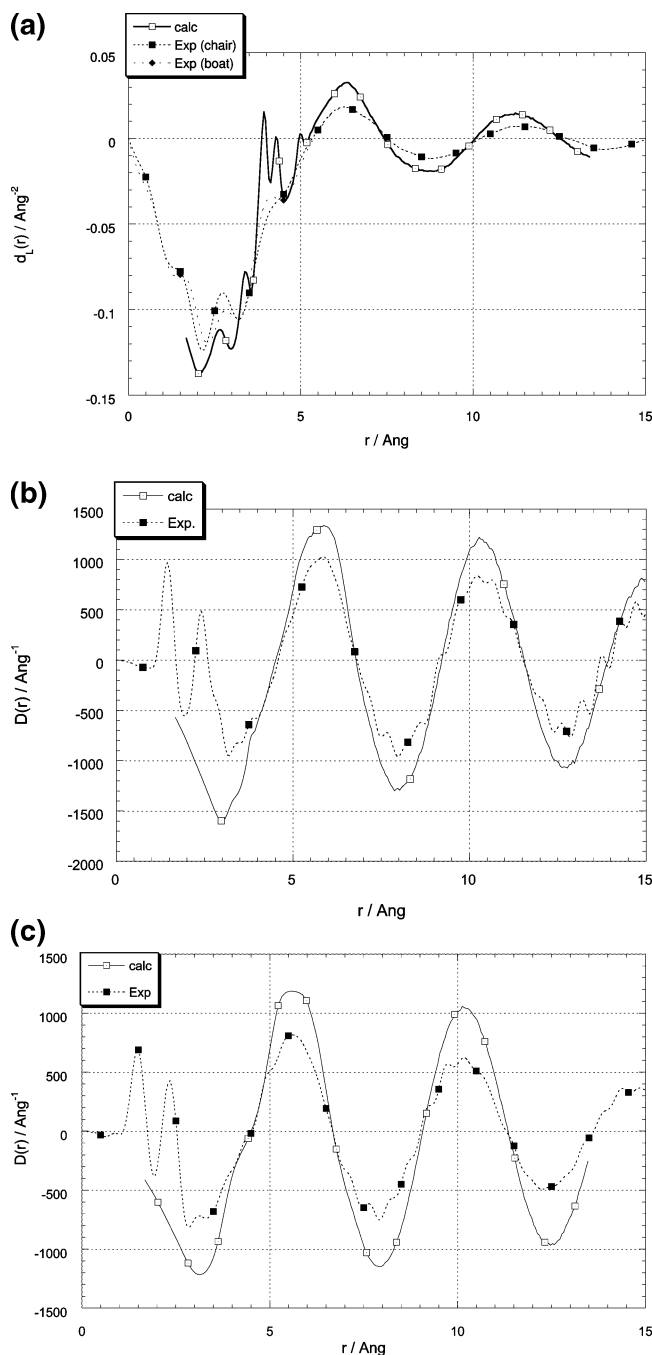 (a)
calc
Exp (chair)
Exp (boat)
0.05
0
-0.05
-0.1
-0.15
d_L(r) / Ang^-2
0 5 10 15
r / Ang
(b)
calc
Exp.
1500
1000
500
0
-500
-1000
-1500
-2000
D(r) / Ang^-1
0 5 10 15
r / Ang
(c)
calc
Exp
1500
1000
500
0
-500
-1000
-1500
D(r) / Ang^-1
0 5 10 15
r / Ang